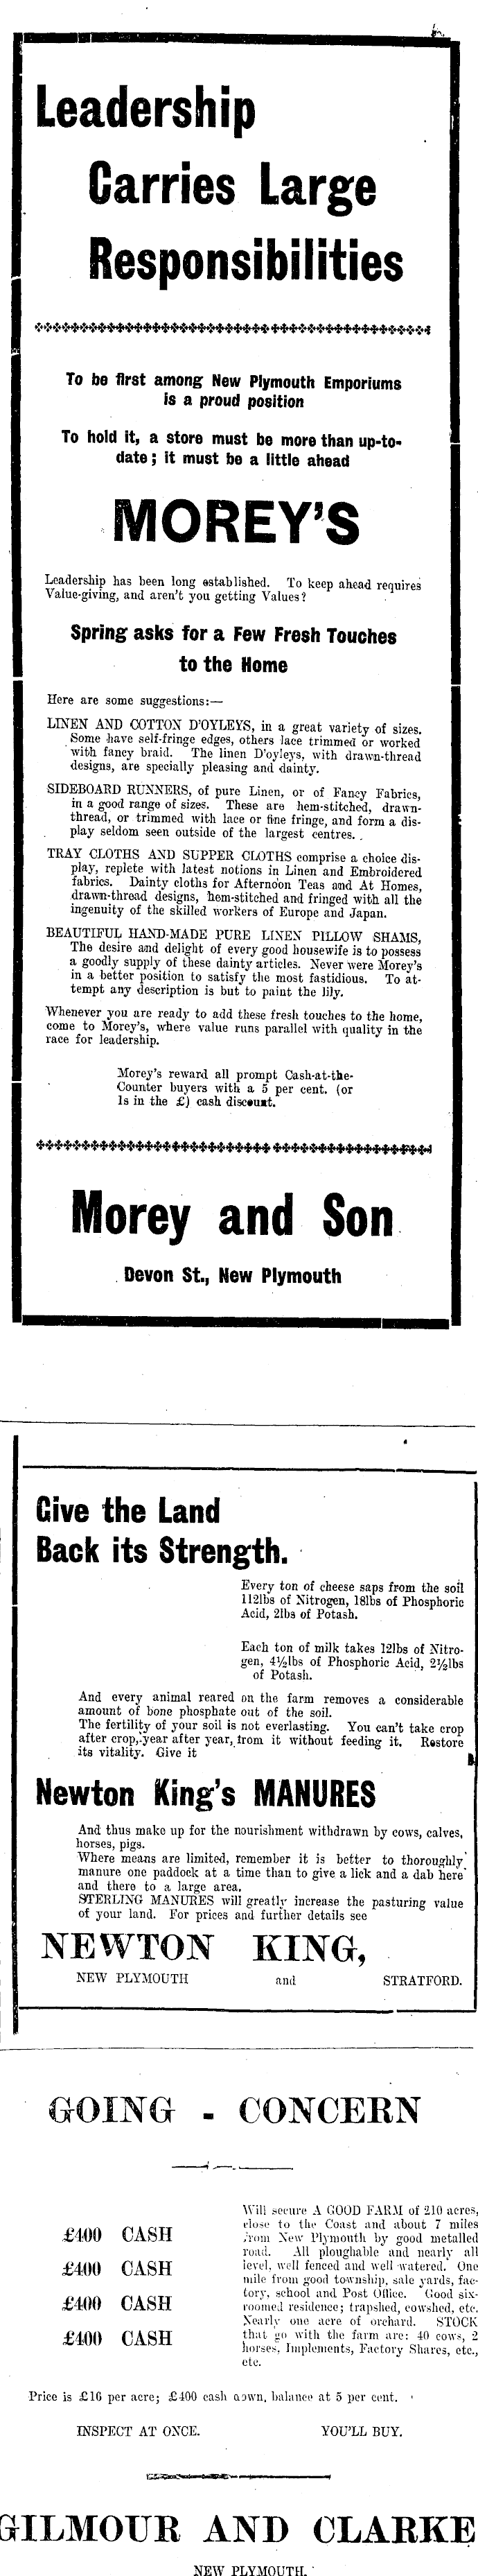 Leadership
Carries Large
Responsibilities
To be first among New Plymouth Emporiums
is a proud position
To hold it, a store must be more than up-to-
date; it must be a little ahead
MOREY'S
Leadership has been long established. To keep ahead requires
Value-giving, and aren't you getting Values?
Spring asks for a Few Fresh Touches
to the Home
Here are some suggestions:—
LINEN AND COTTON D'OYLEYS, in a great variety of sizes.
Some have self-fringe edges, others lace trimmed or worked
with fancy braid. The linen D'oyleys, with drawn-thread
designs, are specially pleasing and dainty.
SIDEBOARD RUNNERS, of pure Linen, or of Fancy Fabrics,
in a good range of sizes. These are hem-stitched, drawn-
thread, or trimmed with lace or fine fringe, and form a dis-
play seldom seen outside of the largest centres.
TRAY CLOTHS AND SUPPER CLOTHS comprise a choice dis-
play, replete with latest notions in Linen and Embroidered
fabrics. Dainty cloths for Afternoon Teas and At Homes,
drawn-thread designs, hem-stitched and fringed with all the
ingenuity of the skilled workers of Europe and Japan.
BEAUTIFUL HAND-MADE PURE LINEN PILLOW SHAMS,
The desire and delight of every good housewife is to possess
a goodly supply of these dainty articles. Never were Morey's
in a better position to satisfy the most fastidious. To at-
tempt any description is but to paint the lily.
Whenever you are ready to add these fresh touches to the home,
come to Morey's, where value runs parallel with quality in the
race for leadership.
Morey's reward all prompt Cash-at-the-
Counter buyers with a 5 per cent. (or
1s in the £) cash discount.
Morey and Son
Devon St., New Plymouth
Give the Land
Back its Strength.
Every ton of cheese saps from the soil
112lbs of Nitrogen, 18lbs of Phosphoric
Acid, 2lbs of Potash.
Each ton of milk takes 12lbs of Nitro-
gen, 4½lbs of Phosphoric Acid, 2½lbs
of Potash.
And every animal reared on the farm removes a considerable
amount of bone phosphate out of the soil.
The fertility of your soil is not everlasting. You can't take crop
after crop, year after year, from it without feeding it. Restore
its vitality. Give it
Newton King's MANURES
And thus make up for the nourishment withdrawn by cows, calves,
horses, pigs.
Where means are limited, remember it is better to thoroughly
manure one paddock at a time than to give a lick and a dab here
and there to a large area.
STERLING MANURES will greatly increase the pasturing value
of your land. For prices and further details see
NEWTON KING,
NEW PLYMOUTH and STRATFORD.
GOING - CONCERN
£400 CASH
£400 CASH
£400 CASH
£400 CASH
Will secure A GOOD FARM of 210 acres,
close to the Coast and about 7 miles
from New Plymouth by good metalled
road. All ploughable and nearly all
level, well fenced and well watered. One
mile from good township, sale yards, fac-
tory, school and Post Office. Good six-
roomed residence; trapshed, cowshed, etc.
Nearly one acre of orchard. STOCK
that go with the farm are: 40 cows, 2
horses, Implements, Factory Shares, etc.,
etc.
Price is £16 per acre; £400 cash down, balance at 5 per cent.
INSPECT AT ONCE. YOU'LL BUY.
GILMOUR AND CLARKE
NEW PLYMOUTH.